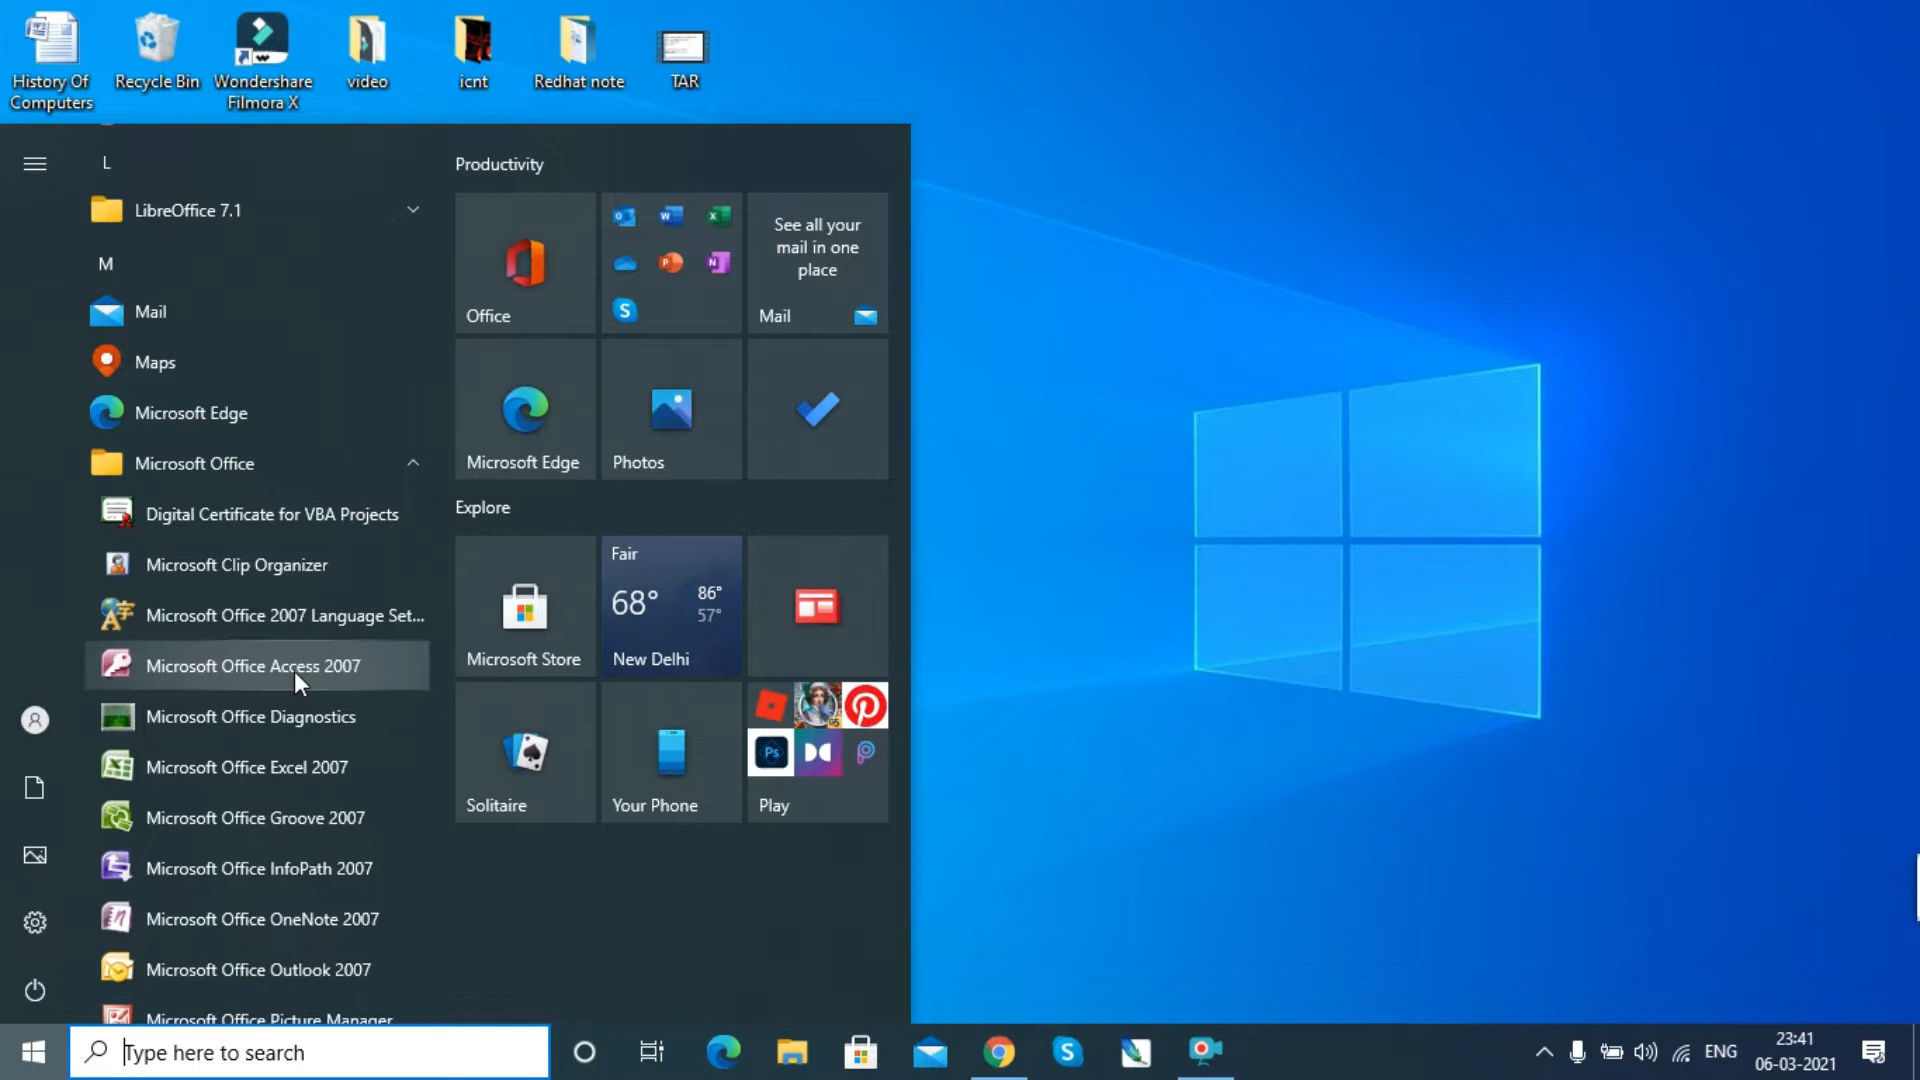 History Of
Computers
Recycle Bin
Wondershare
Filmora X
video
icnt
Redhat note
TAR
L
LibreOffice 7.1
M
Mail
Maps
Microsoft Edge
Microsoft Office
Digital Certificate for VBA Projects
Microsoft Clip Organizer
Microsoft Office 2007 Language Set...
Microsoft Office Access 2007
Microsoft Office Diagnostics
Microsoft Office Excel 2007
Microsoft Office Groove 2007
Microsoft Office InfoPath 2007
Microsoft Office OneNote 2007
Microsoft Office Outlook 2007
Microsoft Office Picture Manager
Productivity
Office
See all your
mail in one
place
Mail
Microsoft Edge
Photos
Explore
Microsoft Store
Fair
68° 86°
57°
New Delhi
Solitaire
Your Phone
Ps
Play
Type here to search
ENG
23:41
06-03-2021